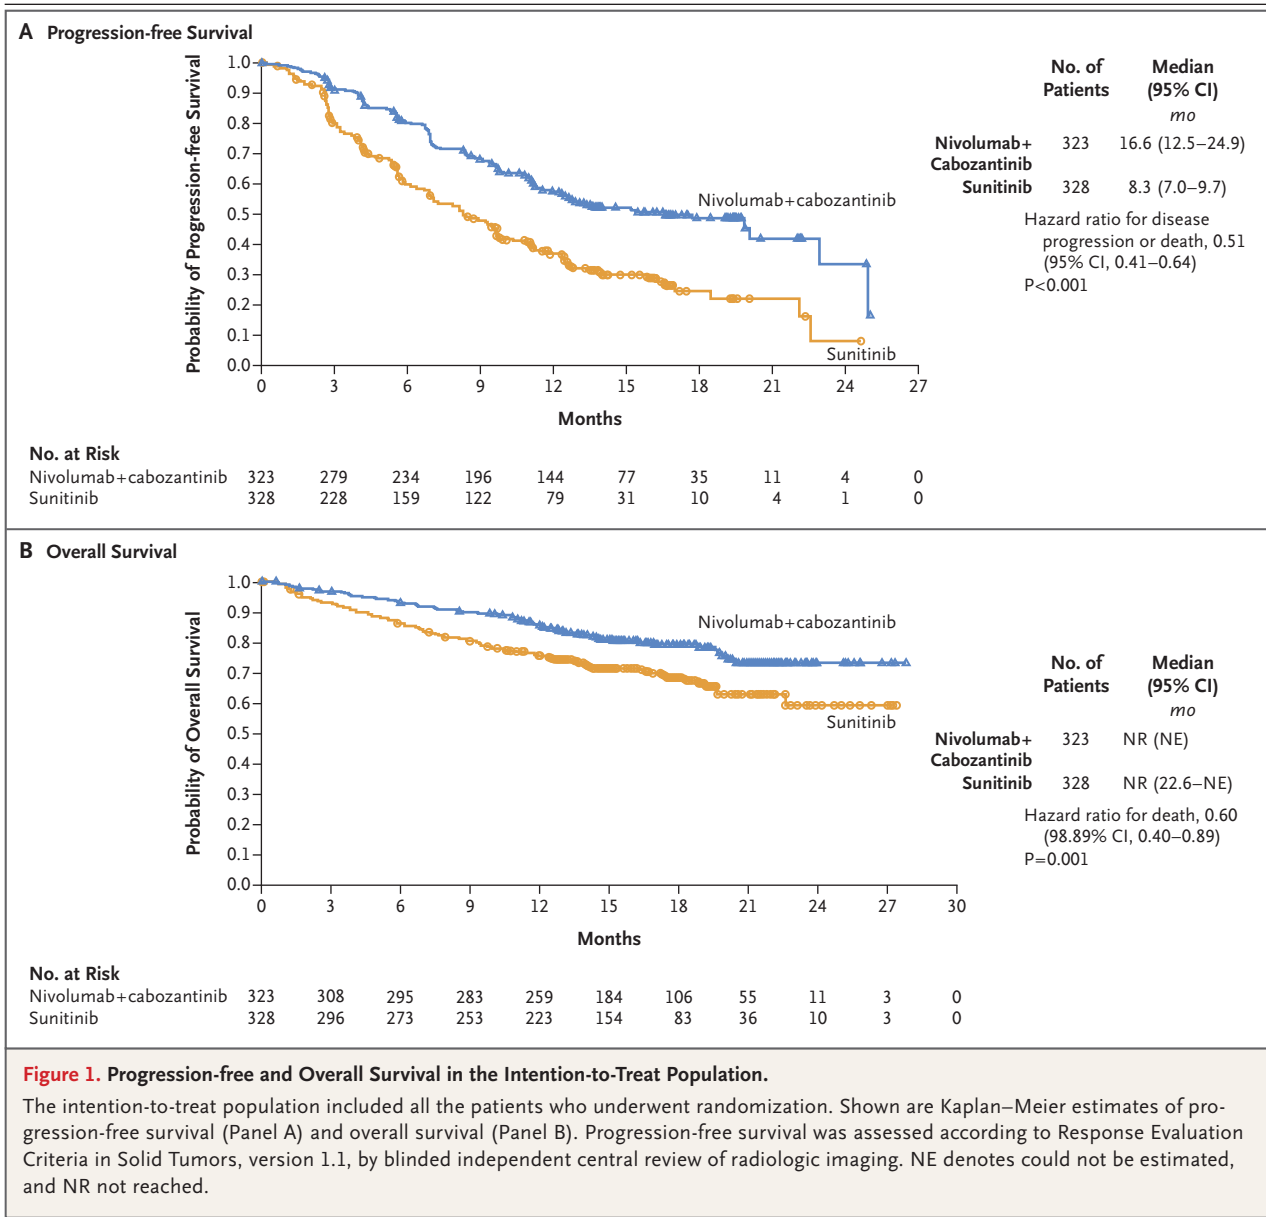 A Progression-free Survival
Probability of Progression-free Survival
1.0
0.9
0.8
0.7
0.6
0.5
0.4
0.3
0.2
0.1
0.0
0 3 6 9 12 15 18 21 24 27
Months
Nivolumab+cabozantinib
Sunitinib
No. of Patients
Median (95% CI)
mo
Nivolumab+ Cabozantinib 323 16.6 (12.5–24.9)
Sunitinib 328 8.3 (7.0–9.7)
Hazard ratio for disease
progression or death, 0.51
(95% CI, 0.41–0.64)
P<0.001
No. at Risk
Nivolumab+cabozantinib 323 279 234 196 144 77 35 11 4 0
Sunitinib 328 228 159 122 79 31 10 4 1 0
B Overall Survival
Probability of Overall Survival
1.0
0.9
0.8
0.7
0.6
0.5
0.4
0.3
0.2
0.1
0.0
0 3 6 9 12 15 18 21 24 27 30
Months
Nivolumab+cabozantinib
Sunitinib
No. of Patients
Median (95% CI)
mo
Nivolumab+ Cabozantinib 323 NR (NE)
Sunitinib 328 NR (22.6–NE)
Hazard ratio for death, 0.60
(98.89% CI, 0.40–0.89)
P=0.001
No. at Risk
Nivolumab+cabozantinib 323 308 295 283 259 184 106 55 11 3 0
Sunitinib 328 296 273 253 223 154 83 36 10 3 0
Figure 1. Progression-free and Overall Survival in the Intention-to-Treat Population.
The intention-to-treat population included all the patients who underwent randomization. Shown are Kaplan–Meier estimates of pro-
gression-free survival (Panel A) and overall survival (Panel B). Progression-free survival was assessed according to Response Evaluation
Criteria in Solid Tumors, version 1.1, by blinded independent central review of radiologic imaging. NE denotes could not be estimated,
and NR not reached.